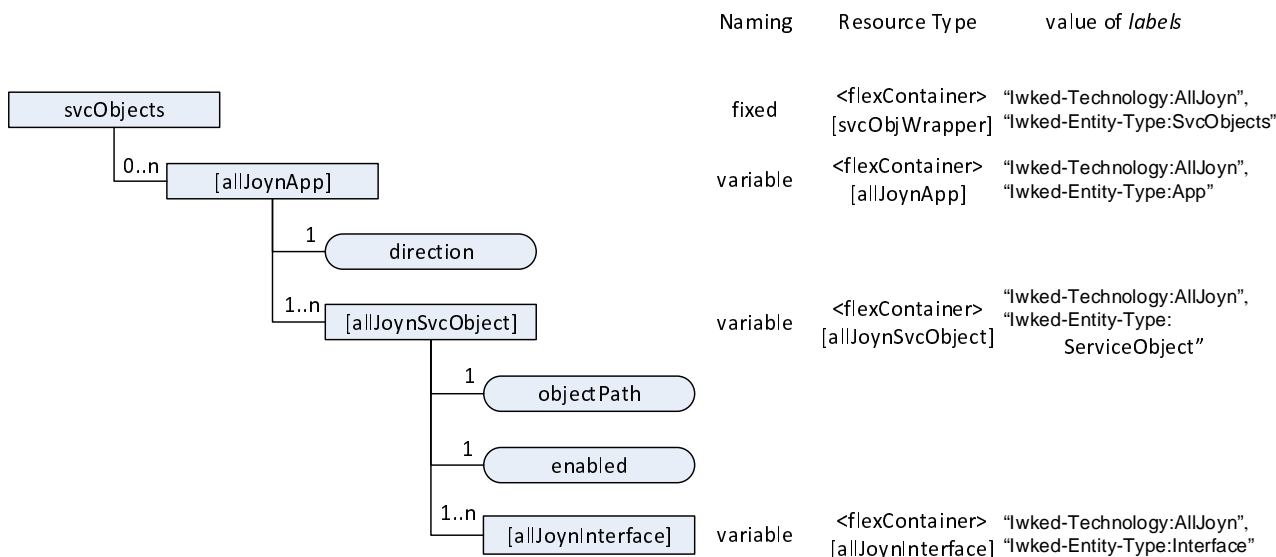 Naming Resource Type value of labels
svcObjects fixed <flexContainer> "Iwked-Technology:AllJoyn",
[svcObjWrapper] "Iwked-Entity-Type:SvcObjects"
0..n
[allJoynApp] variable <flexContainer> "Iwked-Technology:AllJoyn",
[allJoynApp] "Iwked-Entity-Type:App"
1
direction
1..n
[allJoynSvcObject] variable <flexContainer> "Iwked-Technology:AllJoyn",
[allJoynSvcObject] "Iwked-Entity-Type:
ServiceObject"
1
objectPath
1
enabled
1..n
[allJoynInterface] variable <flexContainer> "Iwked-Technology:AllJoyn",
[allJoynInterface] "Iwked-Entity-Type:Interface"